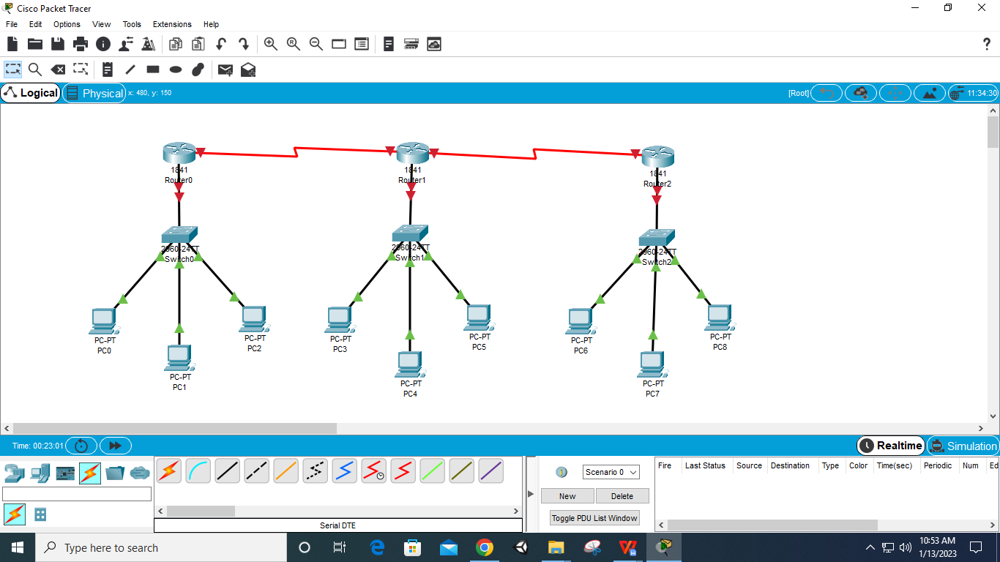 Cisco Packet Tracer
File Edit Options View Tools Extensions Help
R
?
Logical Physical x: 480, y: 150 [Root] 11:34:30
1841
Router0
1841
Router1
1841
Router2
2960-24TT
Switch0
2960-24TT
Switch1
2960-24TT
Switch2
PC-PT
PC0
PC-PT
PC1
PC-PT
PC2
PC-PT
PC3
PC-PT
PC4
PC-PT
PC5
PC-PT
PC6
PC-PT
PC7
PC-PT
PC8
Time: 00:23:01 Realtime Simulation
Scenario 0
New Delete
Toggle PDU List Window
Fire Last Status Source Destination Type Color Time(sec) Periodic Num Ed
Serial DTE
Type here to search
10:53 AM
1/13/2023